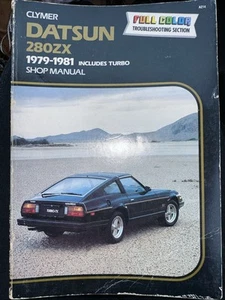 CLYMER
DATSUN
280ZX
1979-1981 INCLUDES TURBO
SHOP MANUAL
FULL COLOR
TROUBLESHOOTING SECTION